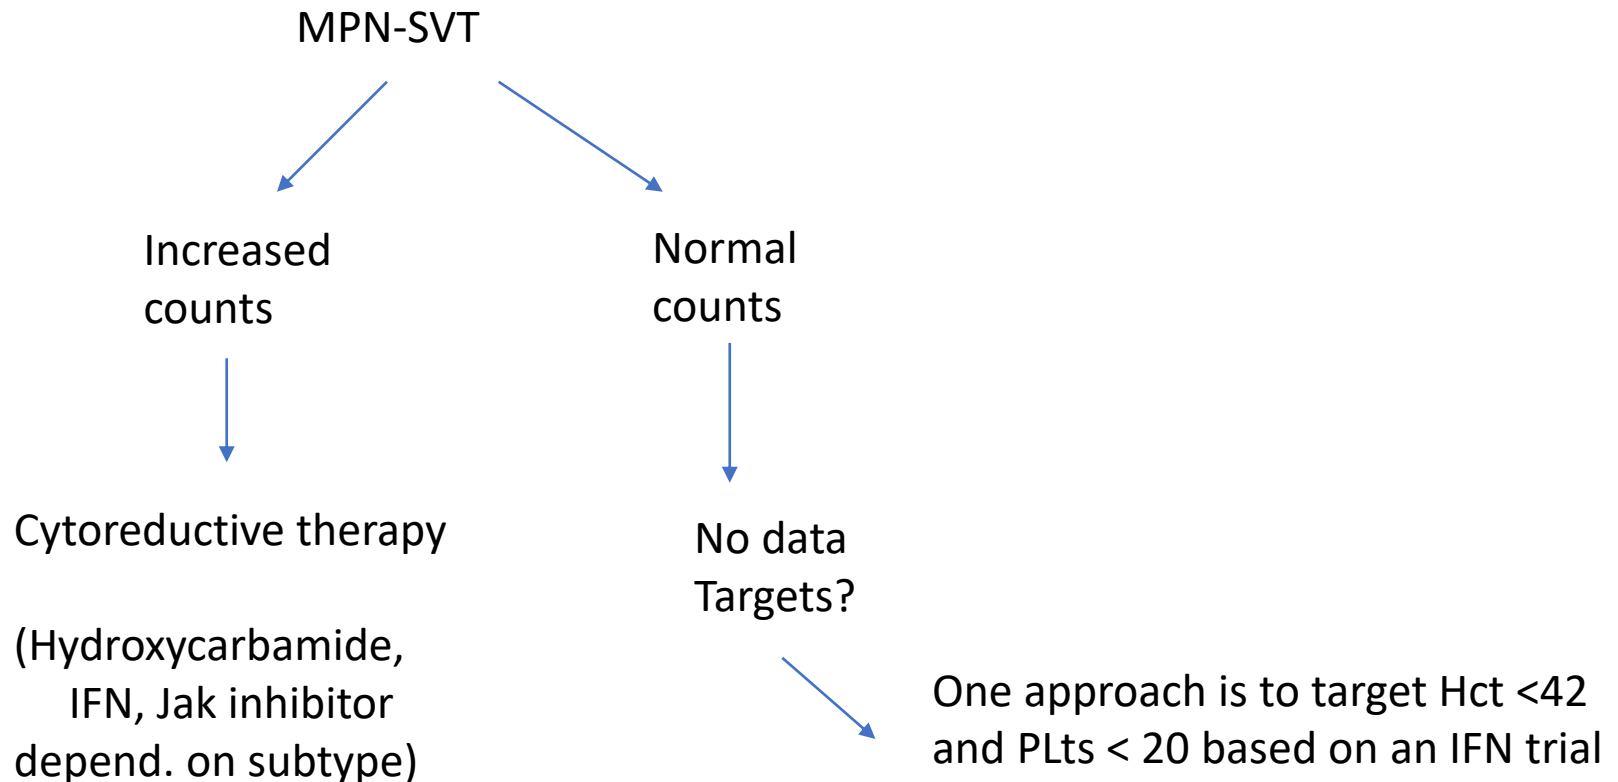 MPN-SVT
Increased
counts
Normal
counts
Cytoreductive therapy
(Hydroxycarbamide,
IFN, Jak inhibitor
depend. on subtype)
No data
Targets?
One approach is to target Hct <42
and PLts < 20 based on an IFN trial